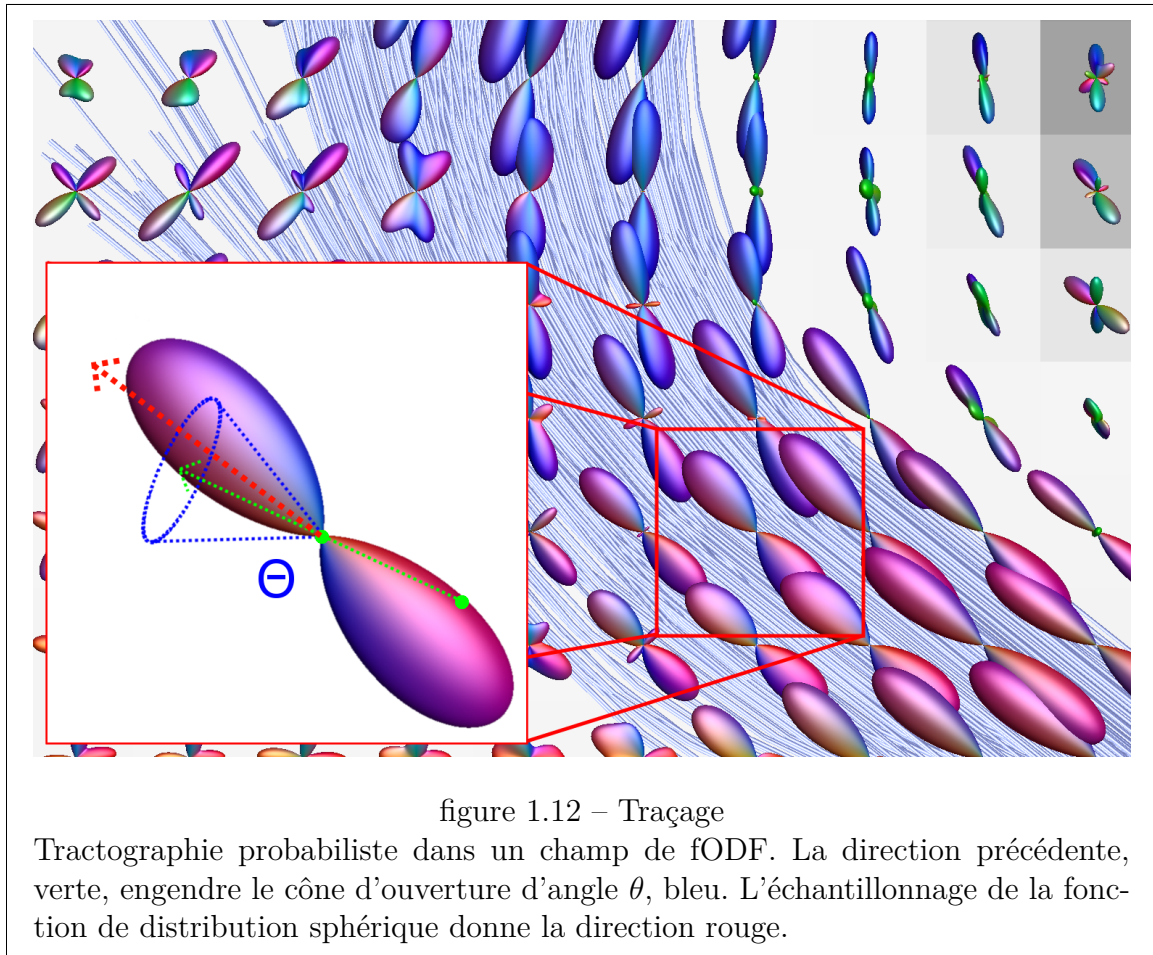 Θ
figure 1.12 – Traçage
Tractographie probabiliste dans un champ de fODF. La direction précédente,
verte, engendre le cône d'ouverture d'angle θ, bleu. L'échantillonnage de la fonc-
tion de distribution sphérique donne la direction rouge.